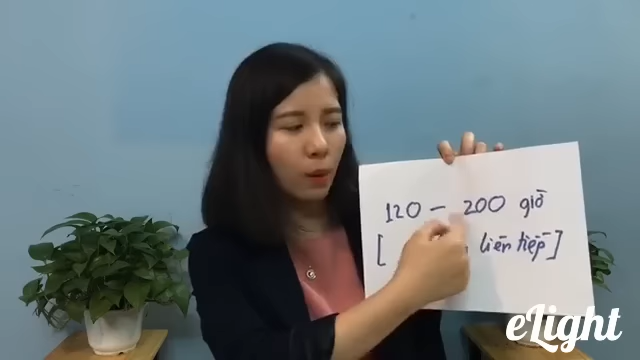 120 - 200 giờ
[ liên tiếp ]
eLight